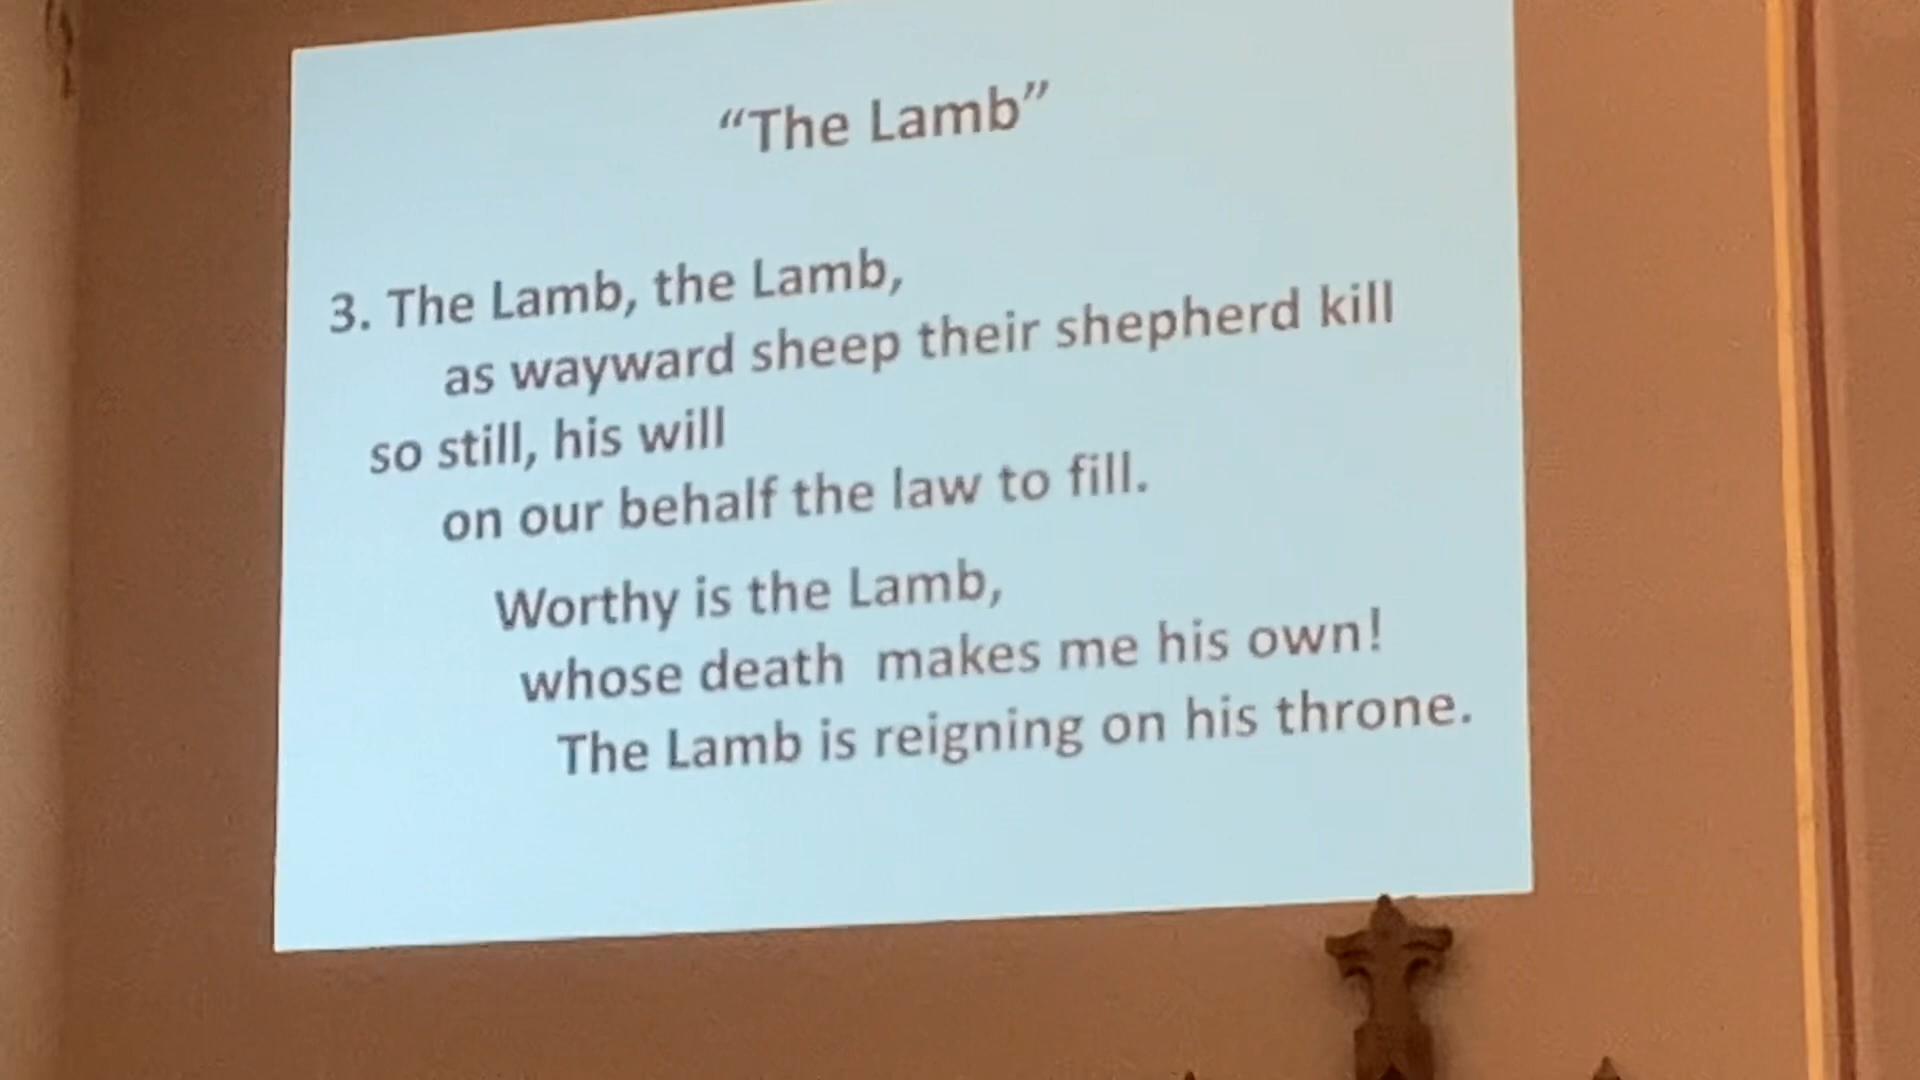 “The Lamb”
3. The Lamb, the Lamb,
as wayward sheep their shepherd kill
so still, his will
on our behalf the law to fill.
Worthy is the Lamb,
whose death makes me his own!
The Lamb is reigning on his throne.